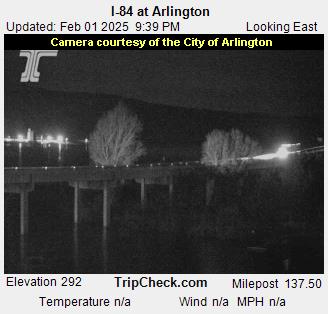 I-84 at Arlington
Updated: Feb 01 2025 9:39 PM Looking East
Camera courtesy of the City of Arlington
Elevation 292 TripCheck.com Milepost 137.50
Temperature n/a Wind n/a MPH n/a